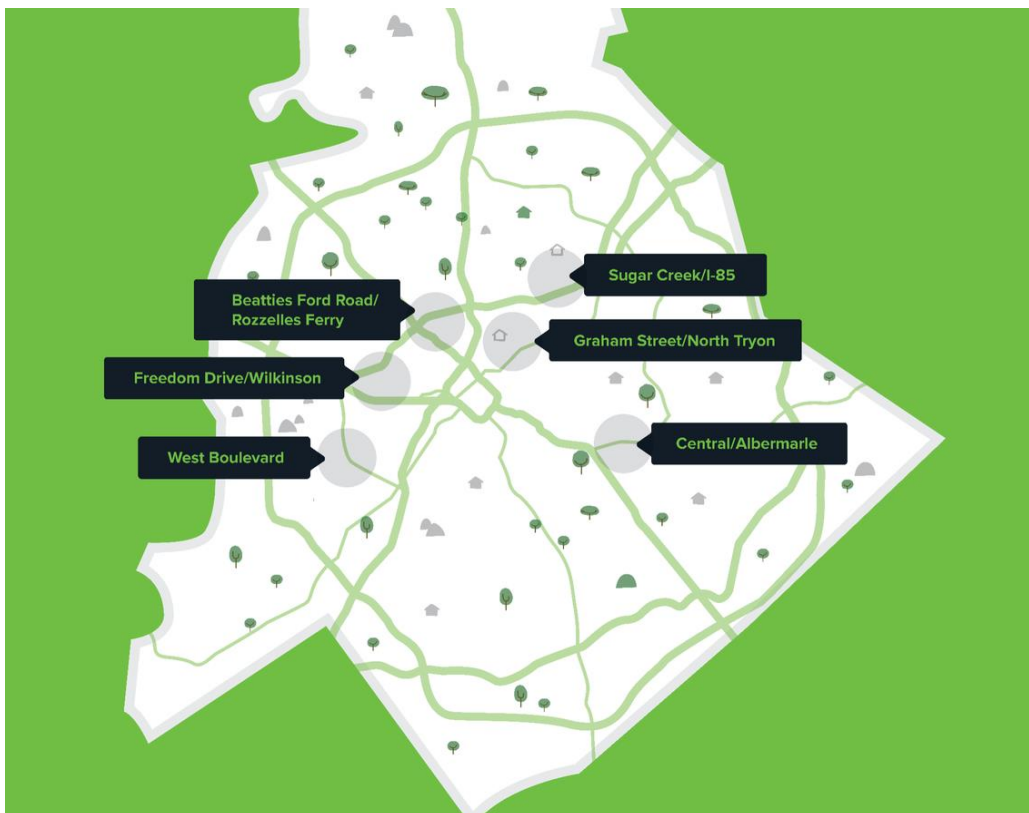 Sugar Creek/I-85
Beatties Ford Road/
Rozzelles Ferry
Graham Street/North Tryon
Freedom Drive/Wilkinson
Central/Albermarle
West Boulevard